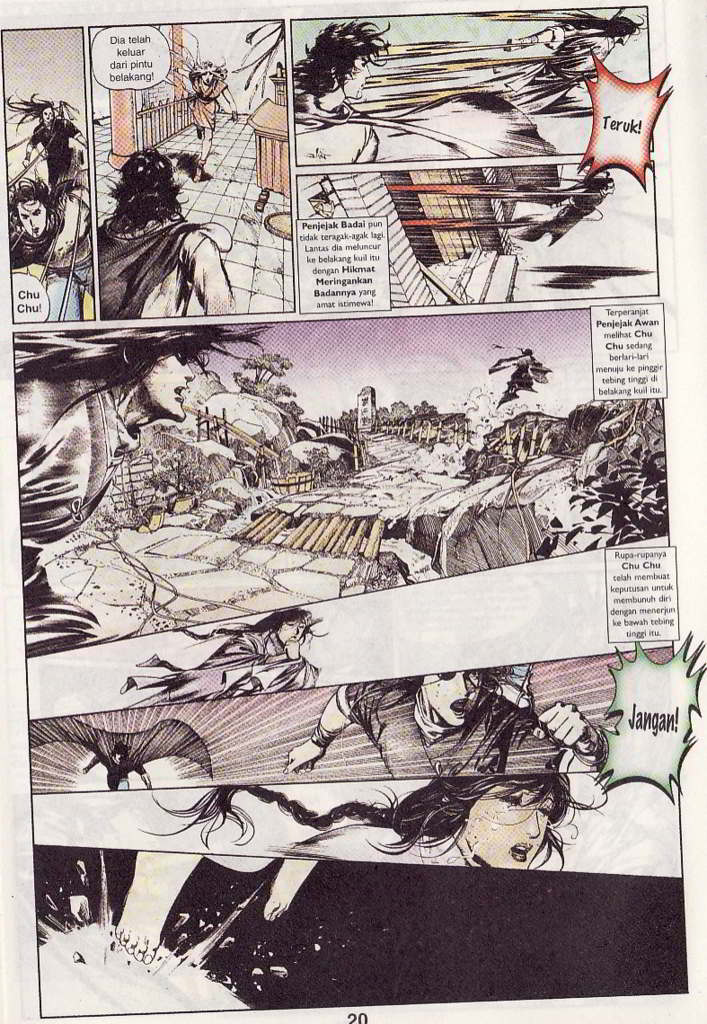 Chu
Chu!
Dia telah
keluar
dari pintu
belakang!
Teruk!
Penjejak Badai pun
tidak teragak-agak lagi.
Lantas dia meluncur
ke belakang kuil itu
dengan Hikmat
Meringankan
Badannya yang
amat istimewa!
Terperanjat
Penjejak Awan
melihat Chu
Chu sedang
berlari-lari
menuju ke pinggir
tebing tinggi di
belakang kuil itu.
Rupa-rupanya
Chu Chu
telah membuat
keputusan untuk
membunuh diri
dengan menerjun
ke bawah tebing
tinggi itu.
Jangan!
20